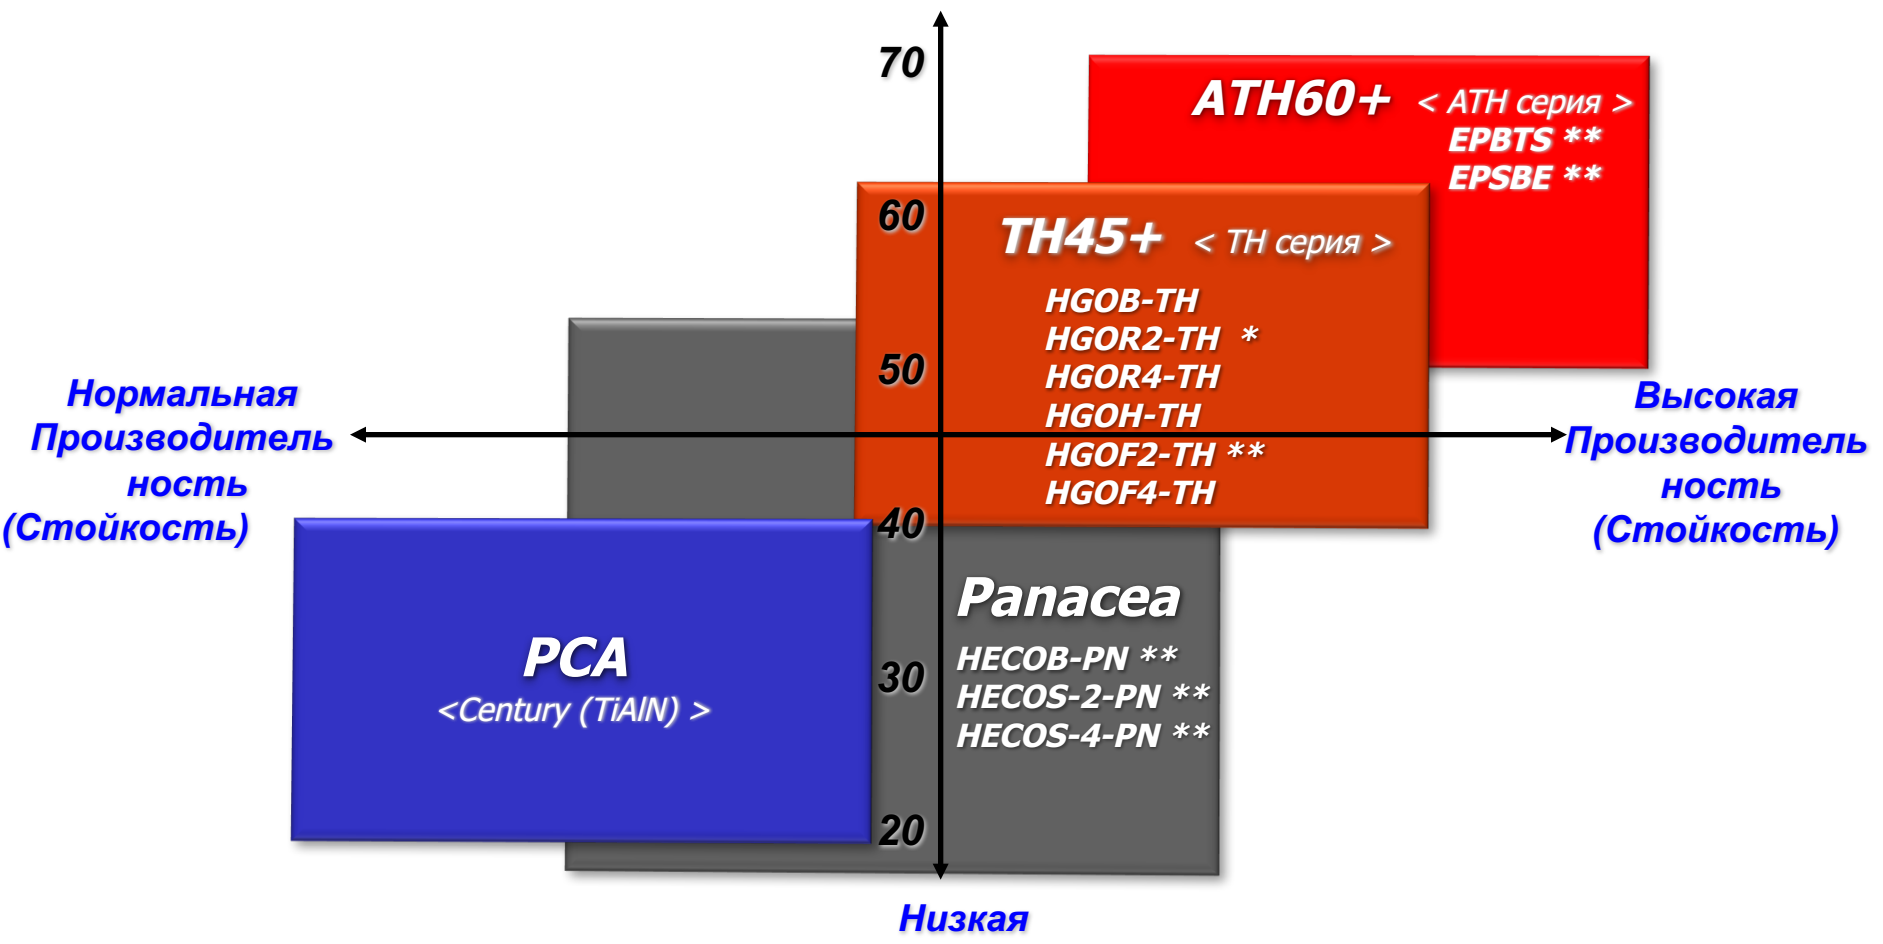 70
ATH60+ < ATH серия >
EPBTS **
EPSBE **
60
TH45+ < TH серия >
HGOB-TH
HGOR2-TH *
HGOR4-TH
HGOH-TH
HGOF2-TH **
HGOF4-TH
50
Нормальная
Производитель
ность
(Стойкость)
Высокая
Производитель
ность
(Стойкость)
40
Panacea
HECOB-PN **
HECOS-2-PN **
HECOS-4-PN **
PCA
<Century (TiAlN) >
30
20
Низкая